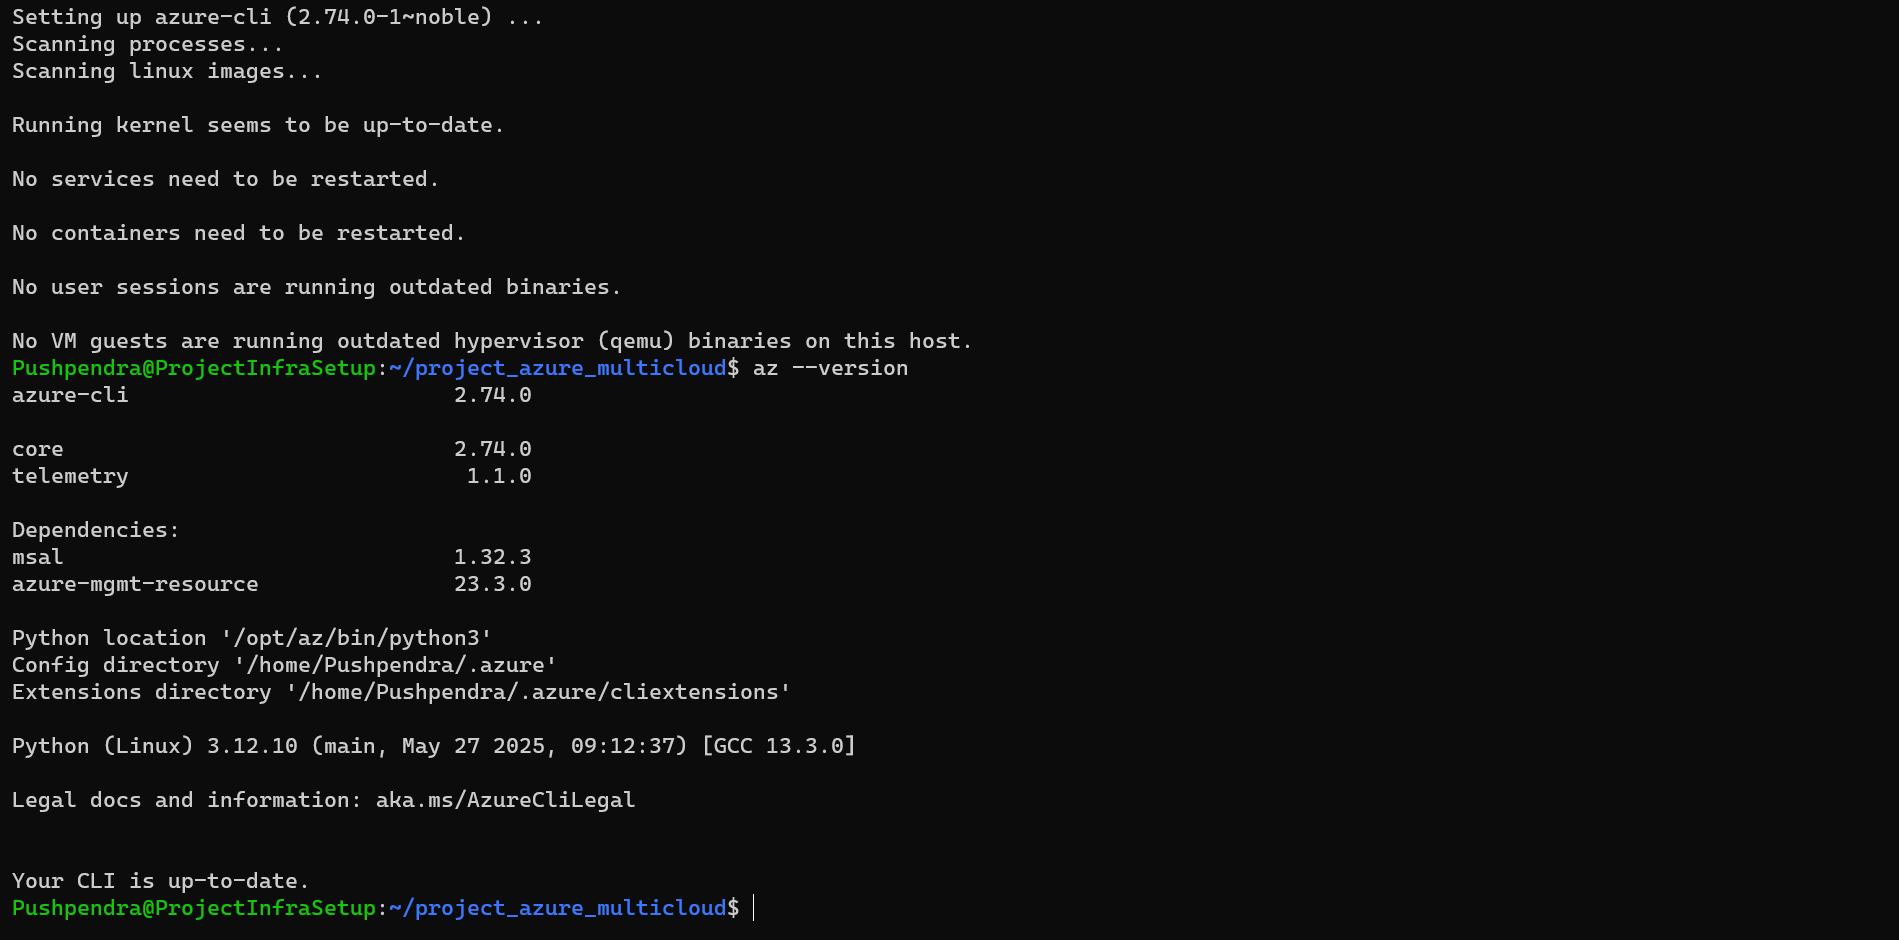 Setting up azure-cli (2.74.0-1~noble) ...
Scanning processes...
Scanning linux images...
Running kernel seems to be up-to-date.
No services need to be restarted.
No containers need to be restarted.
No user sessions are running outdated binaries.
No VM guests are running outdated hypervisor (qemu) binaries on this host.
Pushpendra@ProjectInfraSetup:~/project_azure_multicloud$ az --version
azure-cli                         2.74.0
core                              2.74.0
telemetry                          1.1.0
Dependencies:
msal                              1.32.3
azure-mgmt-resource               23.3.0
Python location '/opt/az/bin/python3'
Config directory '/home/Pushpendra/.azure'
Extensions directory '/home/Pushpendra/.azure/cliextensions'
Python (Linux) 3.12.10 (main, May 27 2025, 09:12:37) [GCC 13.3.0]
Legal docs and information: aka.ms/AzureCliLegal
Your CLI is up-to-date.
Pushpendra@ProjectInfraSetup:~/project_azure_multicloud$